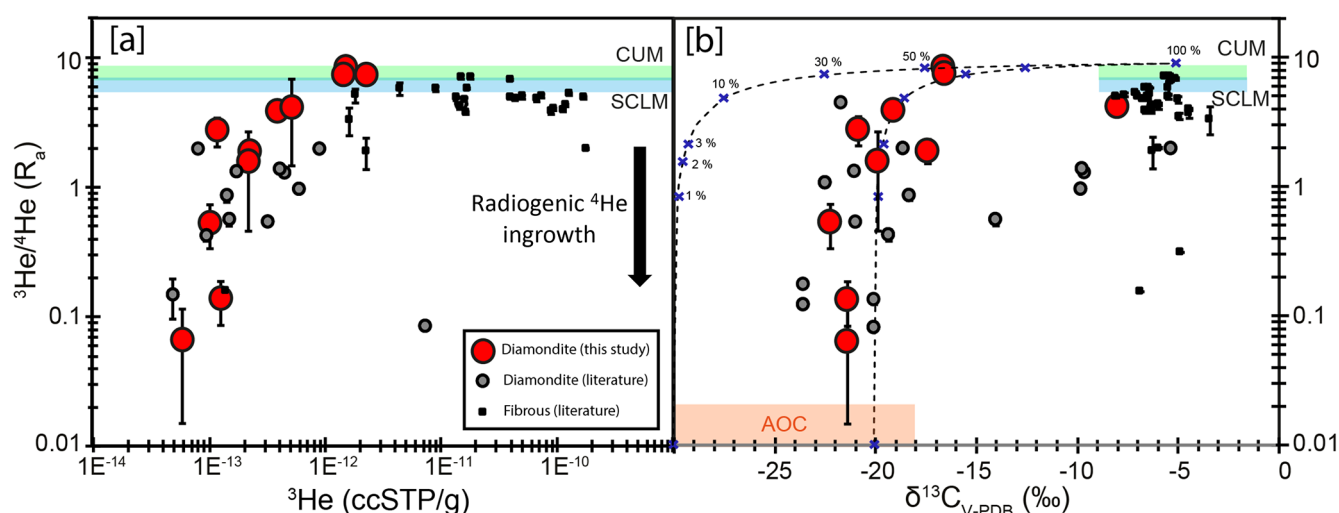 [a]
CUM
SCLM
10
1
0.1
0.01
³He/⁴He (Rₐ)
Radiogenic ⁴He
ingrowth
Diamondite (this study)
Diamondite (literature)
Fibrous (literature)
1E-14
1E-13
1E-12
1E-11
1E-10
³He (ccSTP/g)
[b]
50 %
100 %
30 %
10 %
3 %
2 %
1 %
CUM
SCLM
AOC
10
1
0.1
0.01
-25
-20
-15
-10
-5
0
δ¹³C_V-PDB (‰)